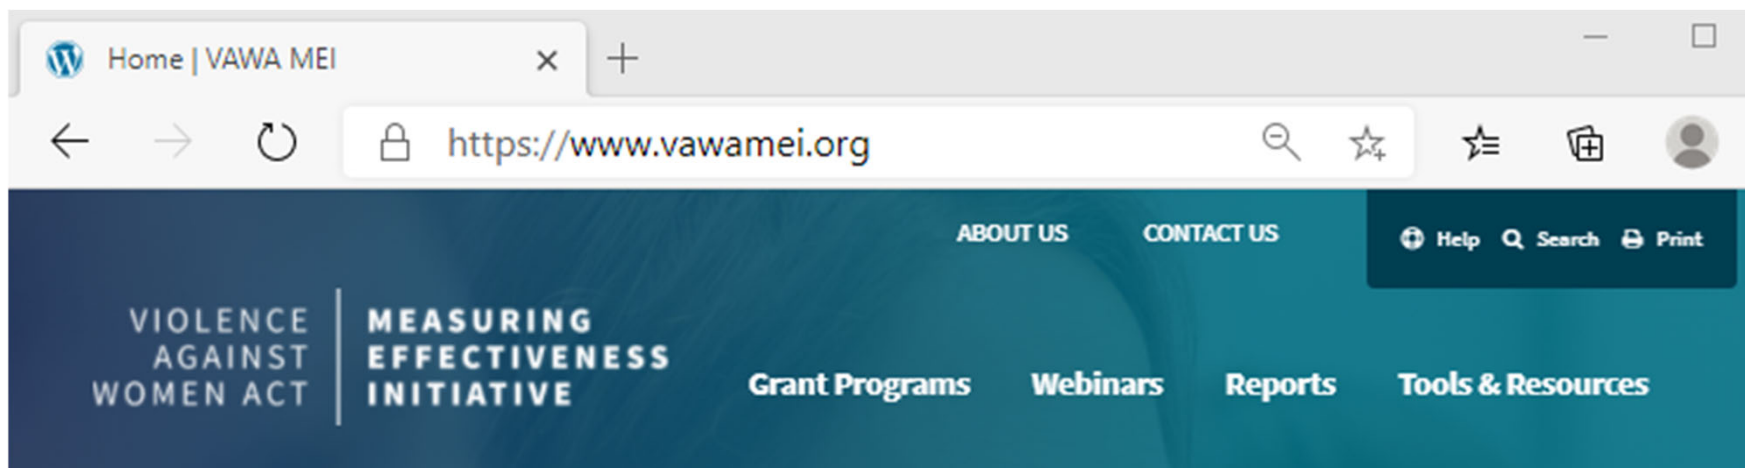 Home | VAWA MEI
https://www.vawamei.org
ABOUT US CONTACT US Help Search Print
VIOLENCE AGAINST WOMEN ACT
MEASURING EFFECTIVENESS INITIATIVE
Grant Programs Webinars Reports Tools & Resources